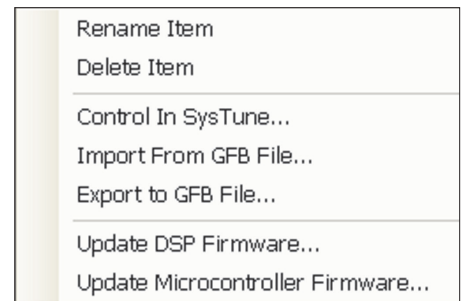 Rename Item
Delete Item
Control In SysTune...
Import From GFB File...
Export to GFB File...
Update DSP Firmware...
Update Microcontroller Firmware...